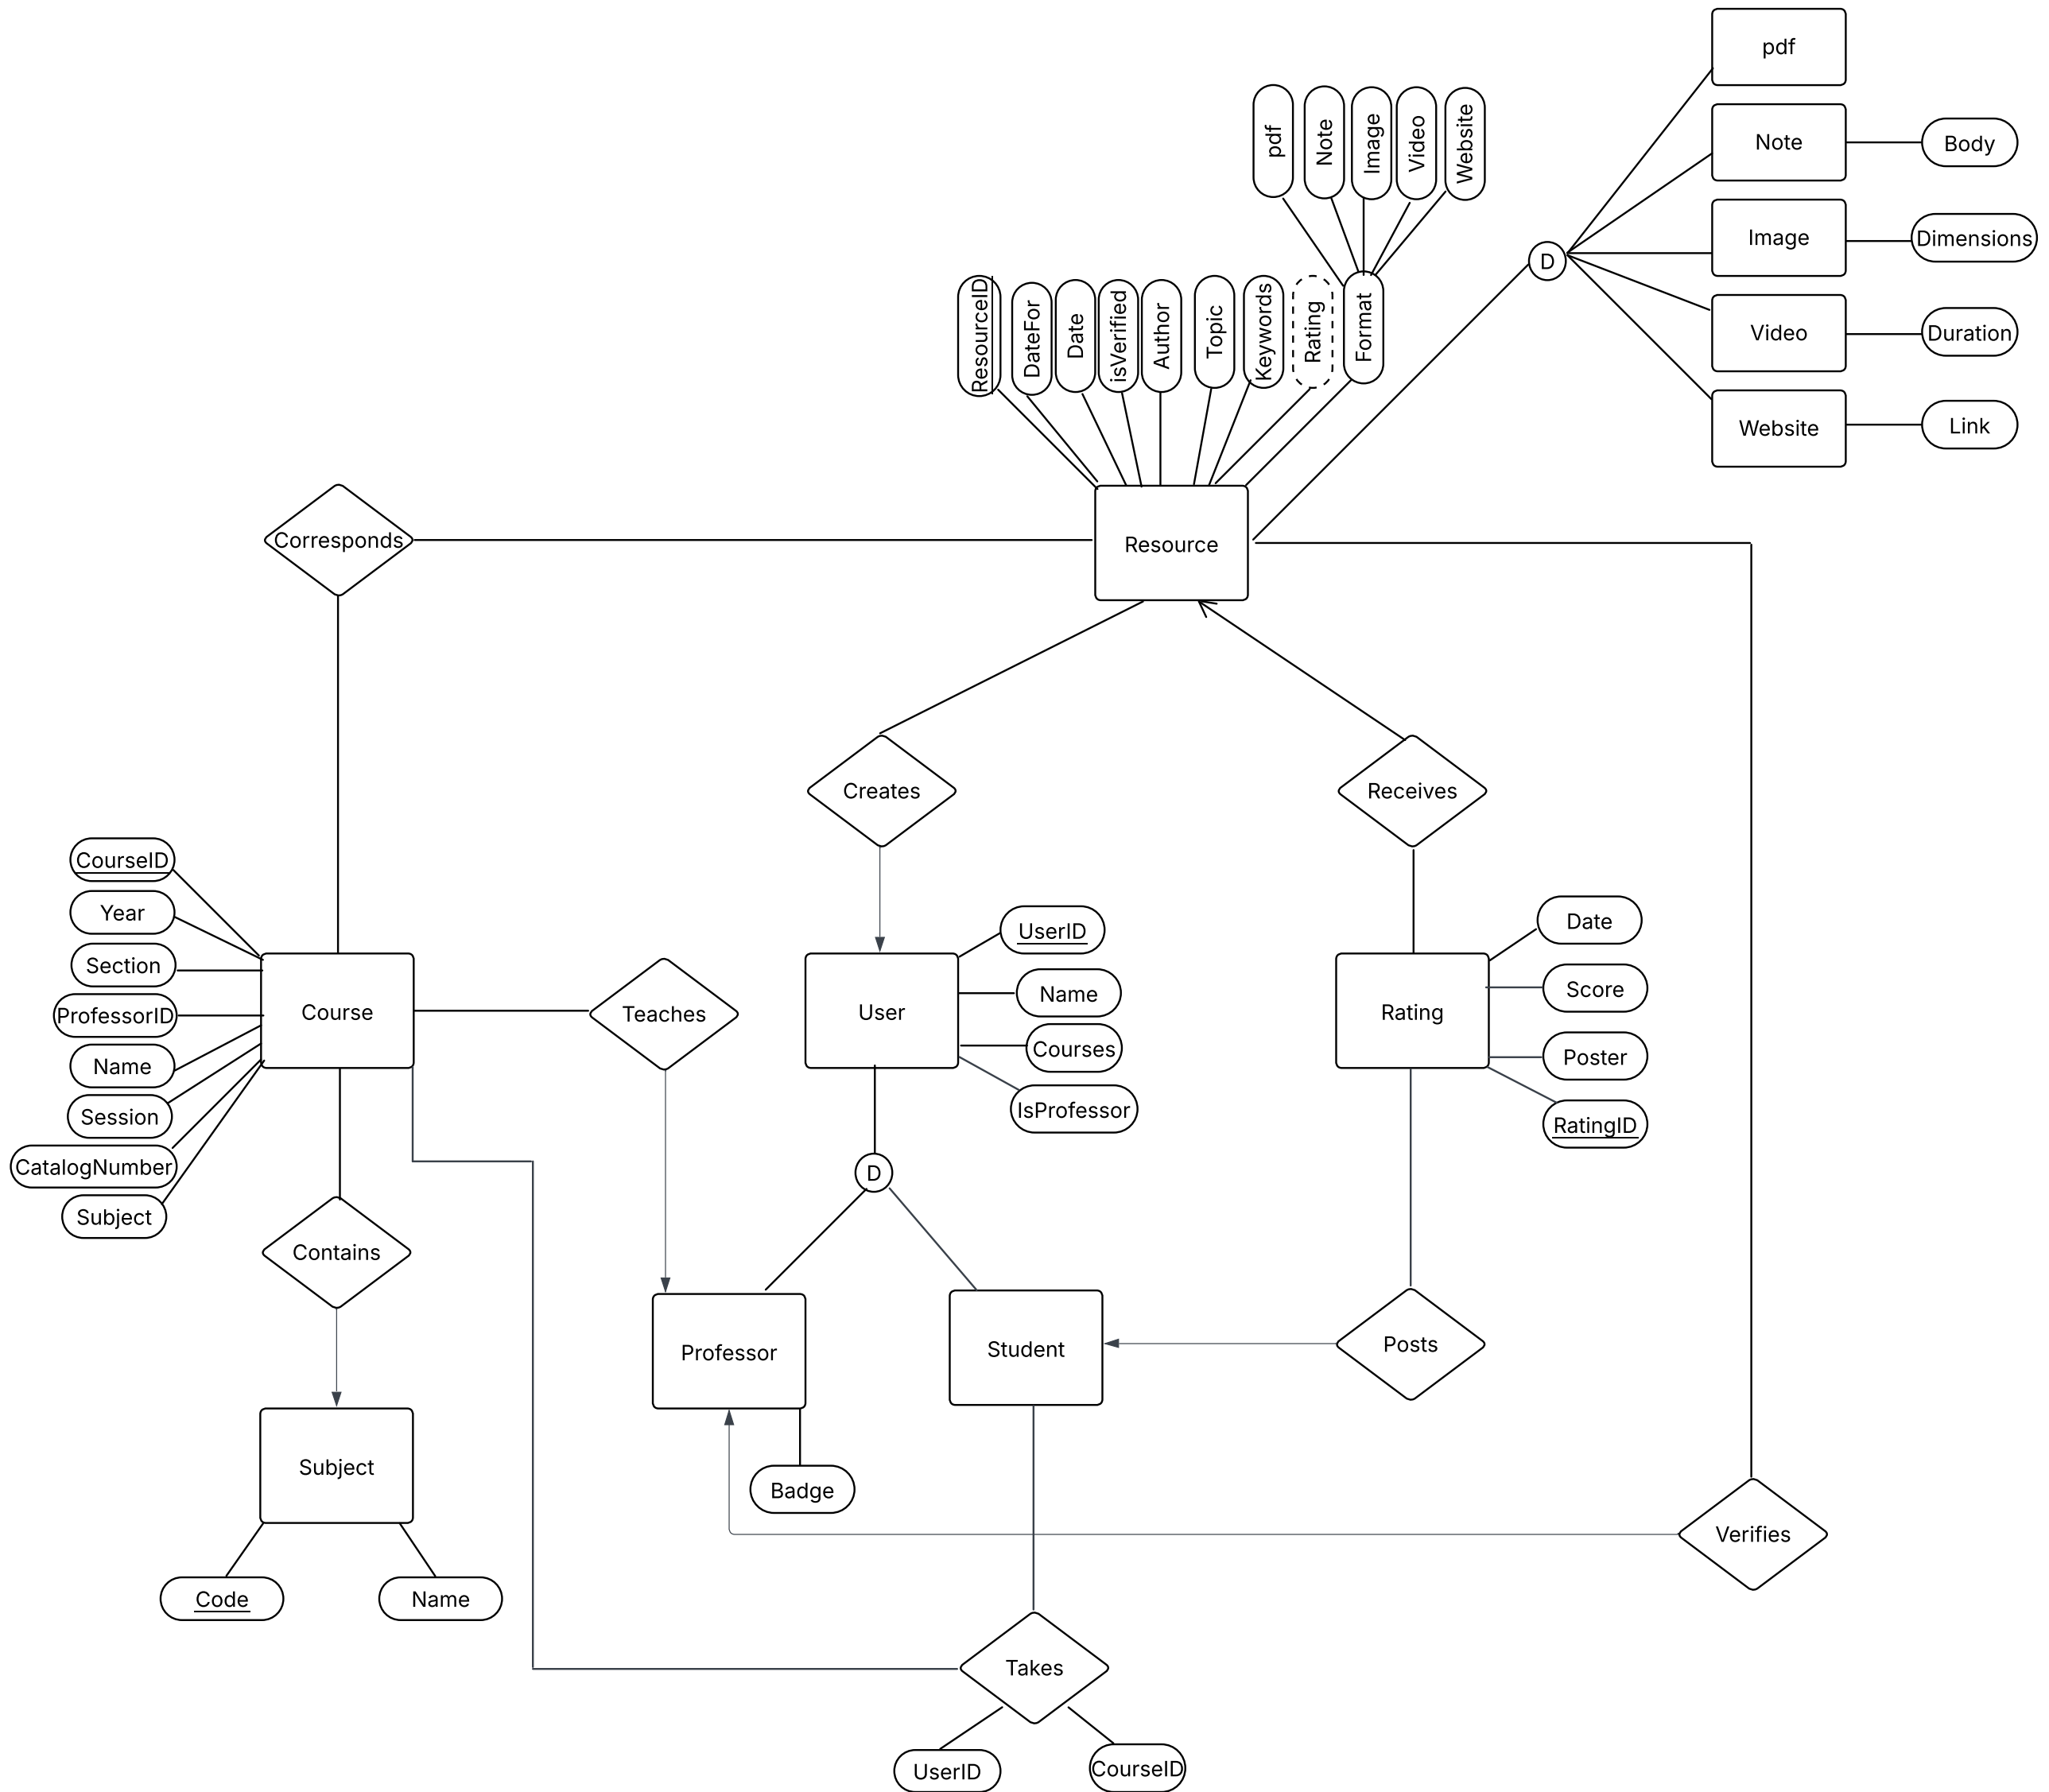 pdf
Note
Body
Image
Dimensions
Video
Duration
Website
Link
D
pdf
Note
Image
Video
Website
ResourceID
DateFor
Date
isVerified
Author
Topic
Keywords
Rating
Format
Corresponds
Resource
Creates
Receives
CourseID
Year
Section
ProfessorID
Name
Session
CatalogNumber
Subject
Course
Teaches
User
UserID
Name
Courses
IsProfessor
Rating
Date
Score
Poster
RatingID
D
Contains
Professor
Student
Posts
Subject
Badge
Verifies
Code
Name
Takes
UserID
CourseID